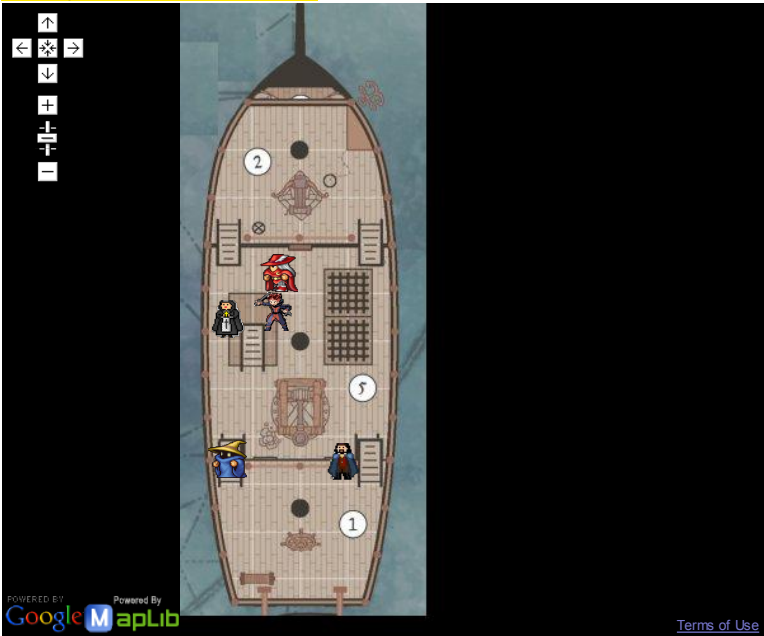 2
5
1
POWERED BY
Google
Powered By
MapLib
Terms of Use